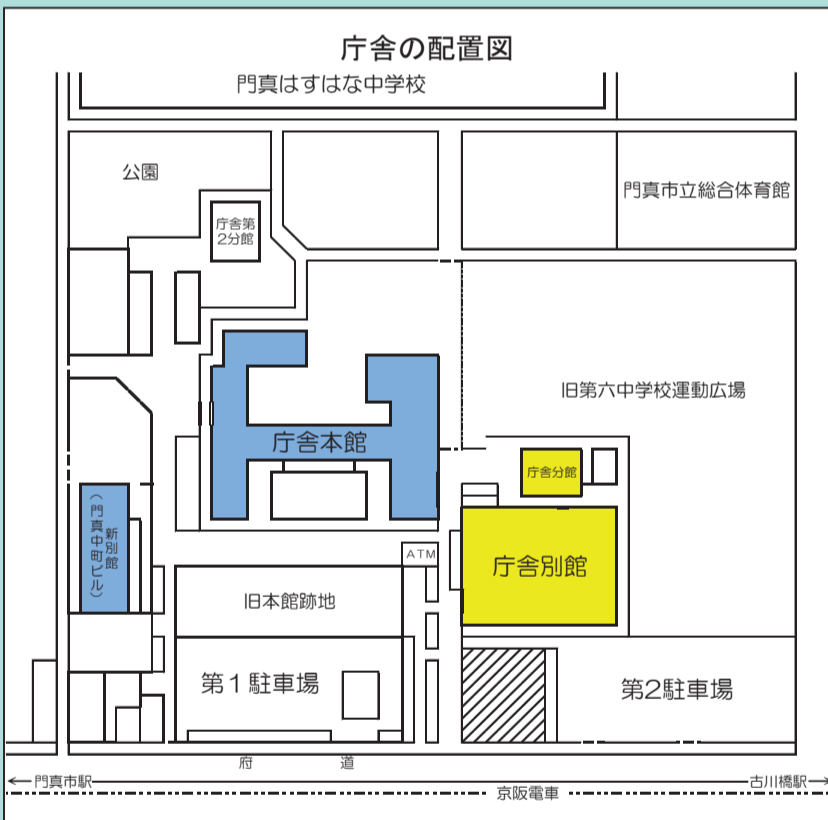 庁舎の配置図
門真はすはな中学校
公園
門真市立総合体育館
庁舎第
2分館
旧第六中学校運動広場
庁舎本館
庁舎分館
新別館
（門真中町ビル）
ATM
庁舎別館
旧本館跡地
第1駐車場
第2駐車場
府道
←門真市駅
古川橋駅→
京阪電車